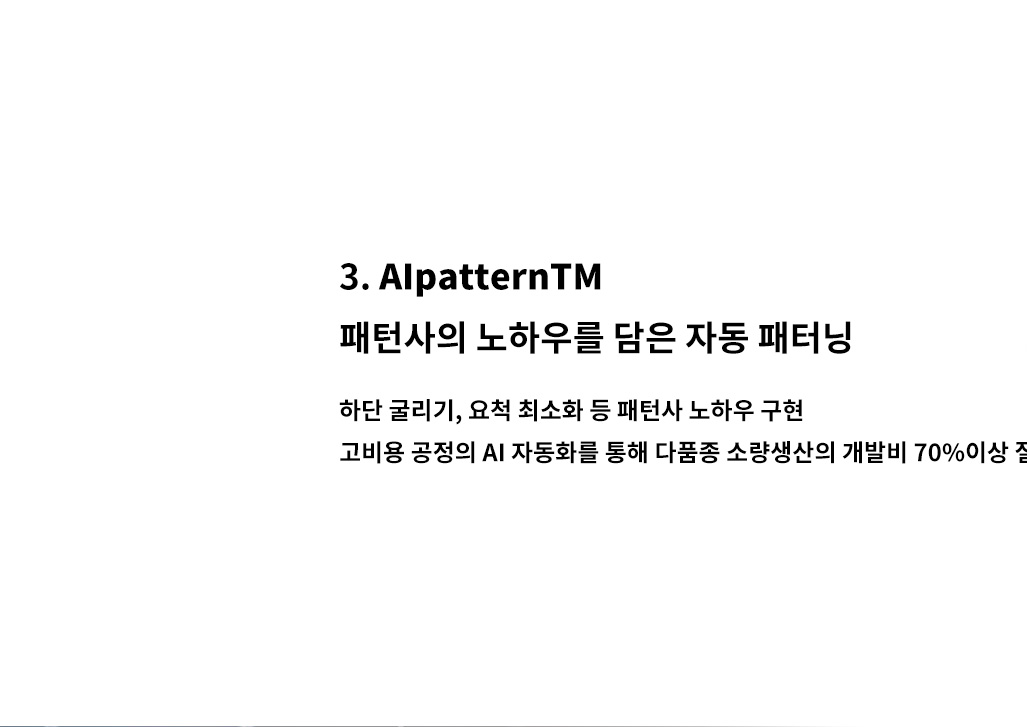 3. AIpatternTM
패턴사의 노하우를 담은 자동 패터닝
하단 굴리기, 요척 최소화 등 패턴사 노하우 구현
고비용 공정의 AI 자동화를 통해 다품종 소량생산의 개발비 70%이상